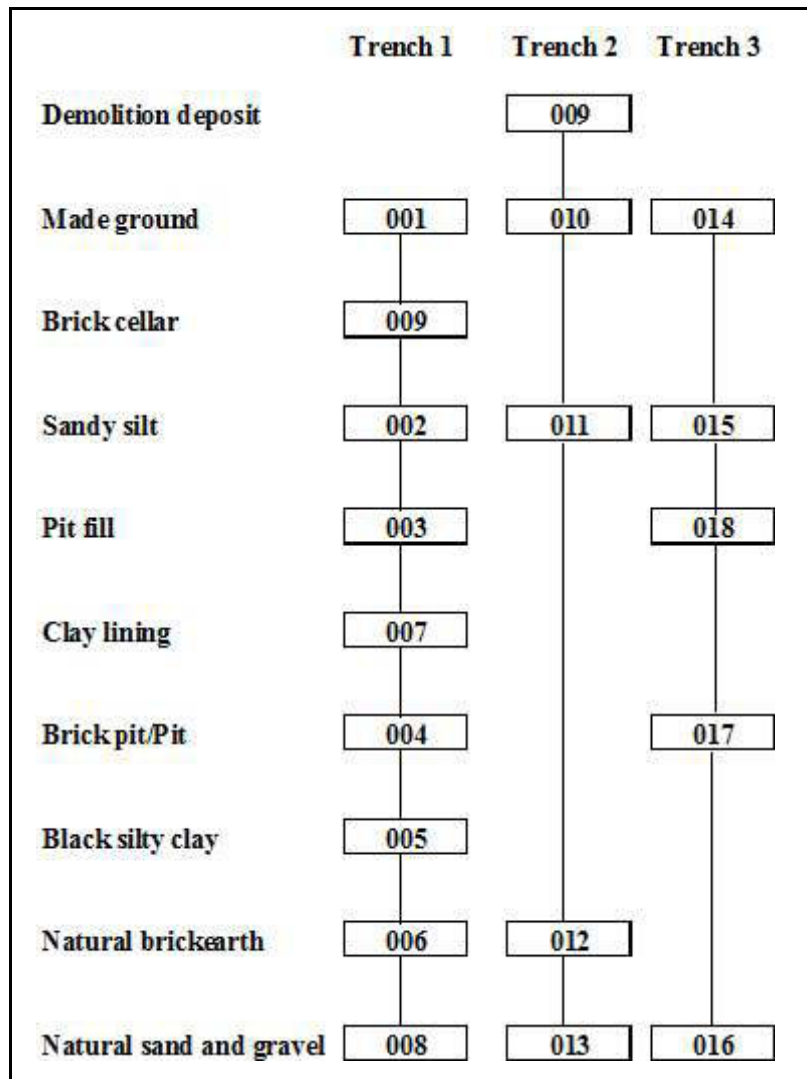 Trench 1 Trench 2 Trench 3
Demolition deposit 009
Made ground 001 010 014
Brick cellar 009
Sandy silt 002 011 015
Pit fill 003 018
Clay lining 007
Brick pit/Pit 004 017
Black silty clay 005
Natural brickearth 006 012
Natural sand and gravel 008 013 016